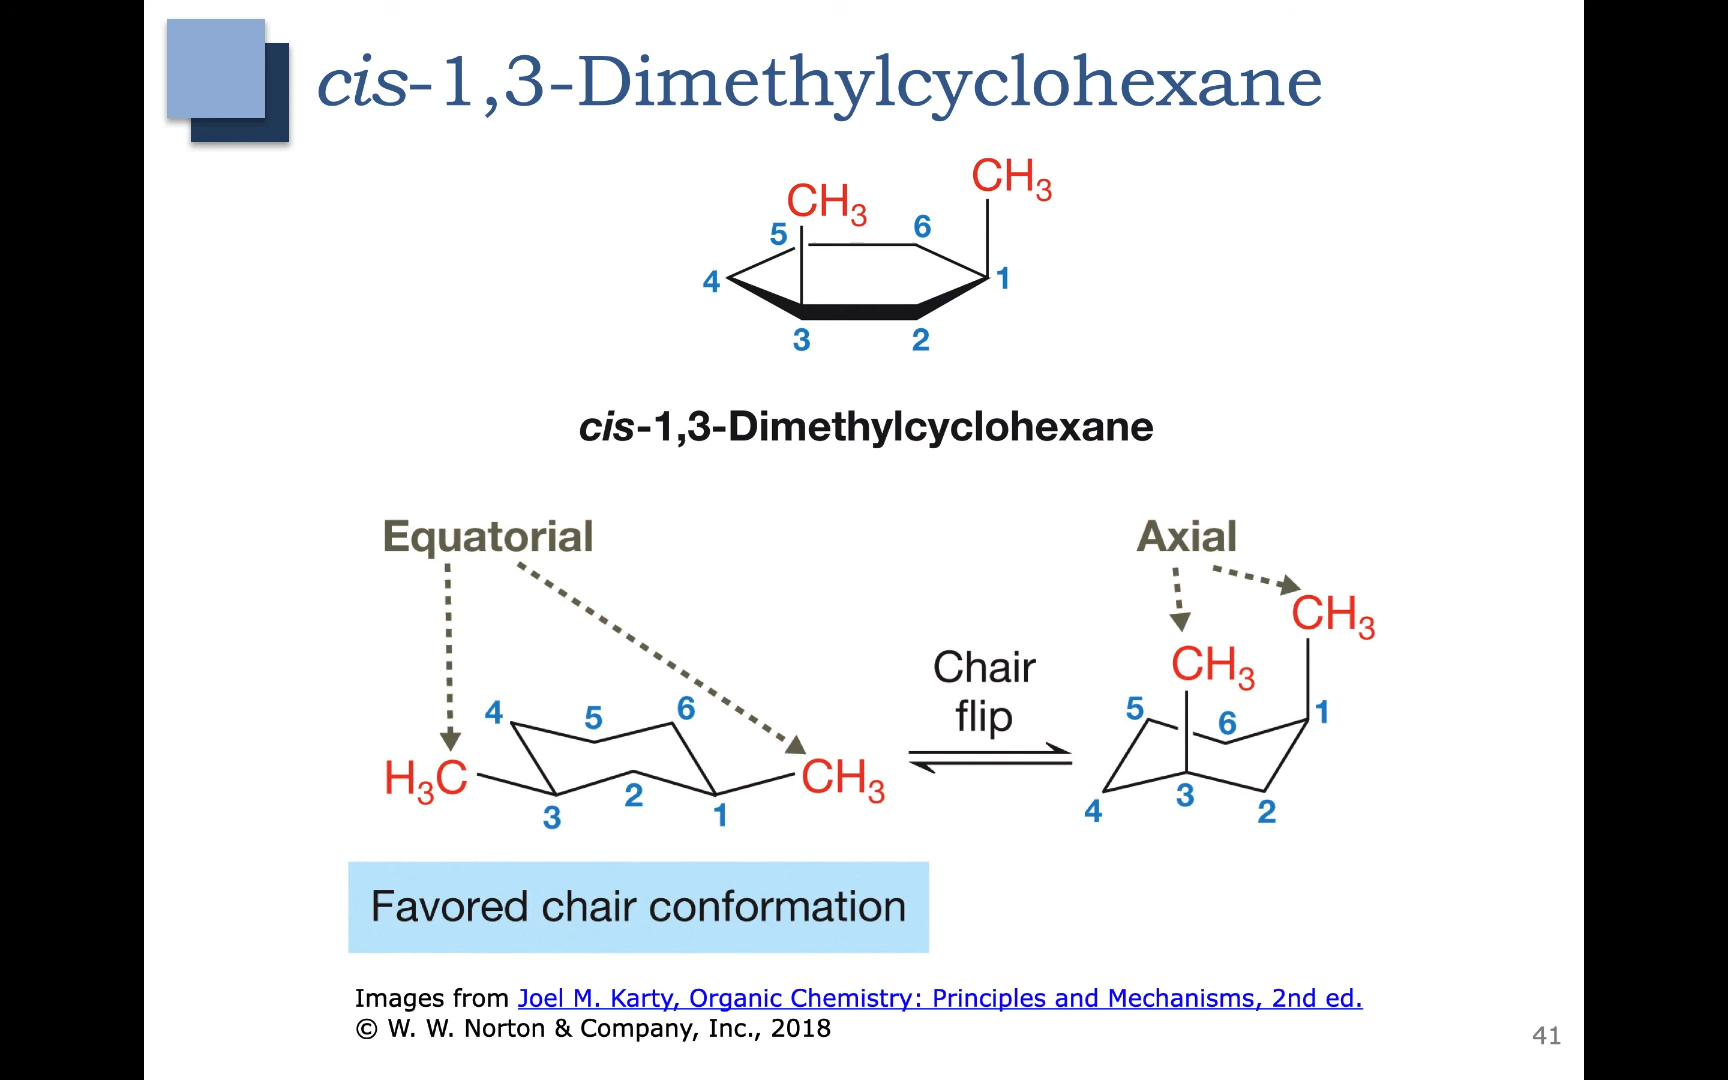 cis-1,3-Dimethylcyclohexane
CH₃
CH₃
5
6
4
1
3
2
cis-1,3-Dimethylcyclohexane
Equatorial
Axial
CH₃
Chair
flip
CH₃
4
5
6
5
6
1
H₃C
CH₃
3
2
1
4
3
2
Favored chair conformation
Images from Joel M. Karty, Organic Chemistry: Principles and Mechanisms, 2nd ed.
© W. W. Norton & Company, Inc., 2018
41